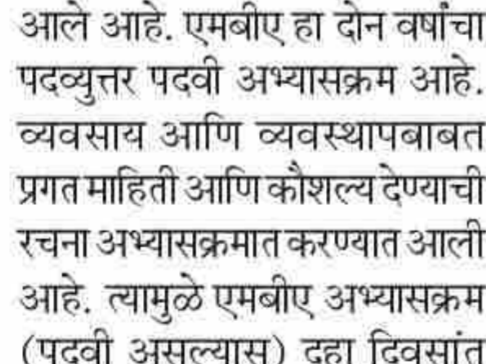 आले आहे. एमबीए हा दोन वर्षांचा
पदव्युत्तर पदवी अभ्यासक्रम आहे.
व्यवसाय आणि व्यवस्थापबाबत
प्रगत माहिती आणि कौशल्य देण्याची
रचना अभ्यासक्रमात करण्यात आली
आहे. त्यामुळे एमबीए अभ्यासक्रम
(पदवी असल्यास) दहा दिवसांत